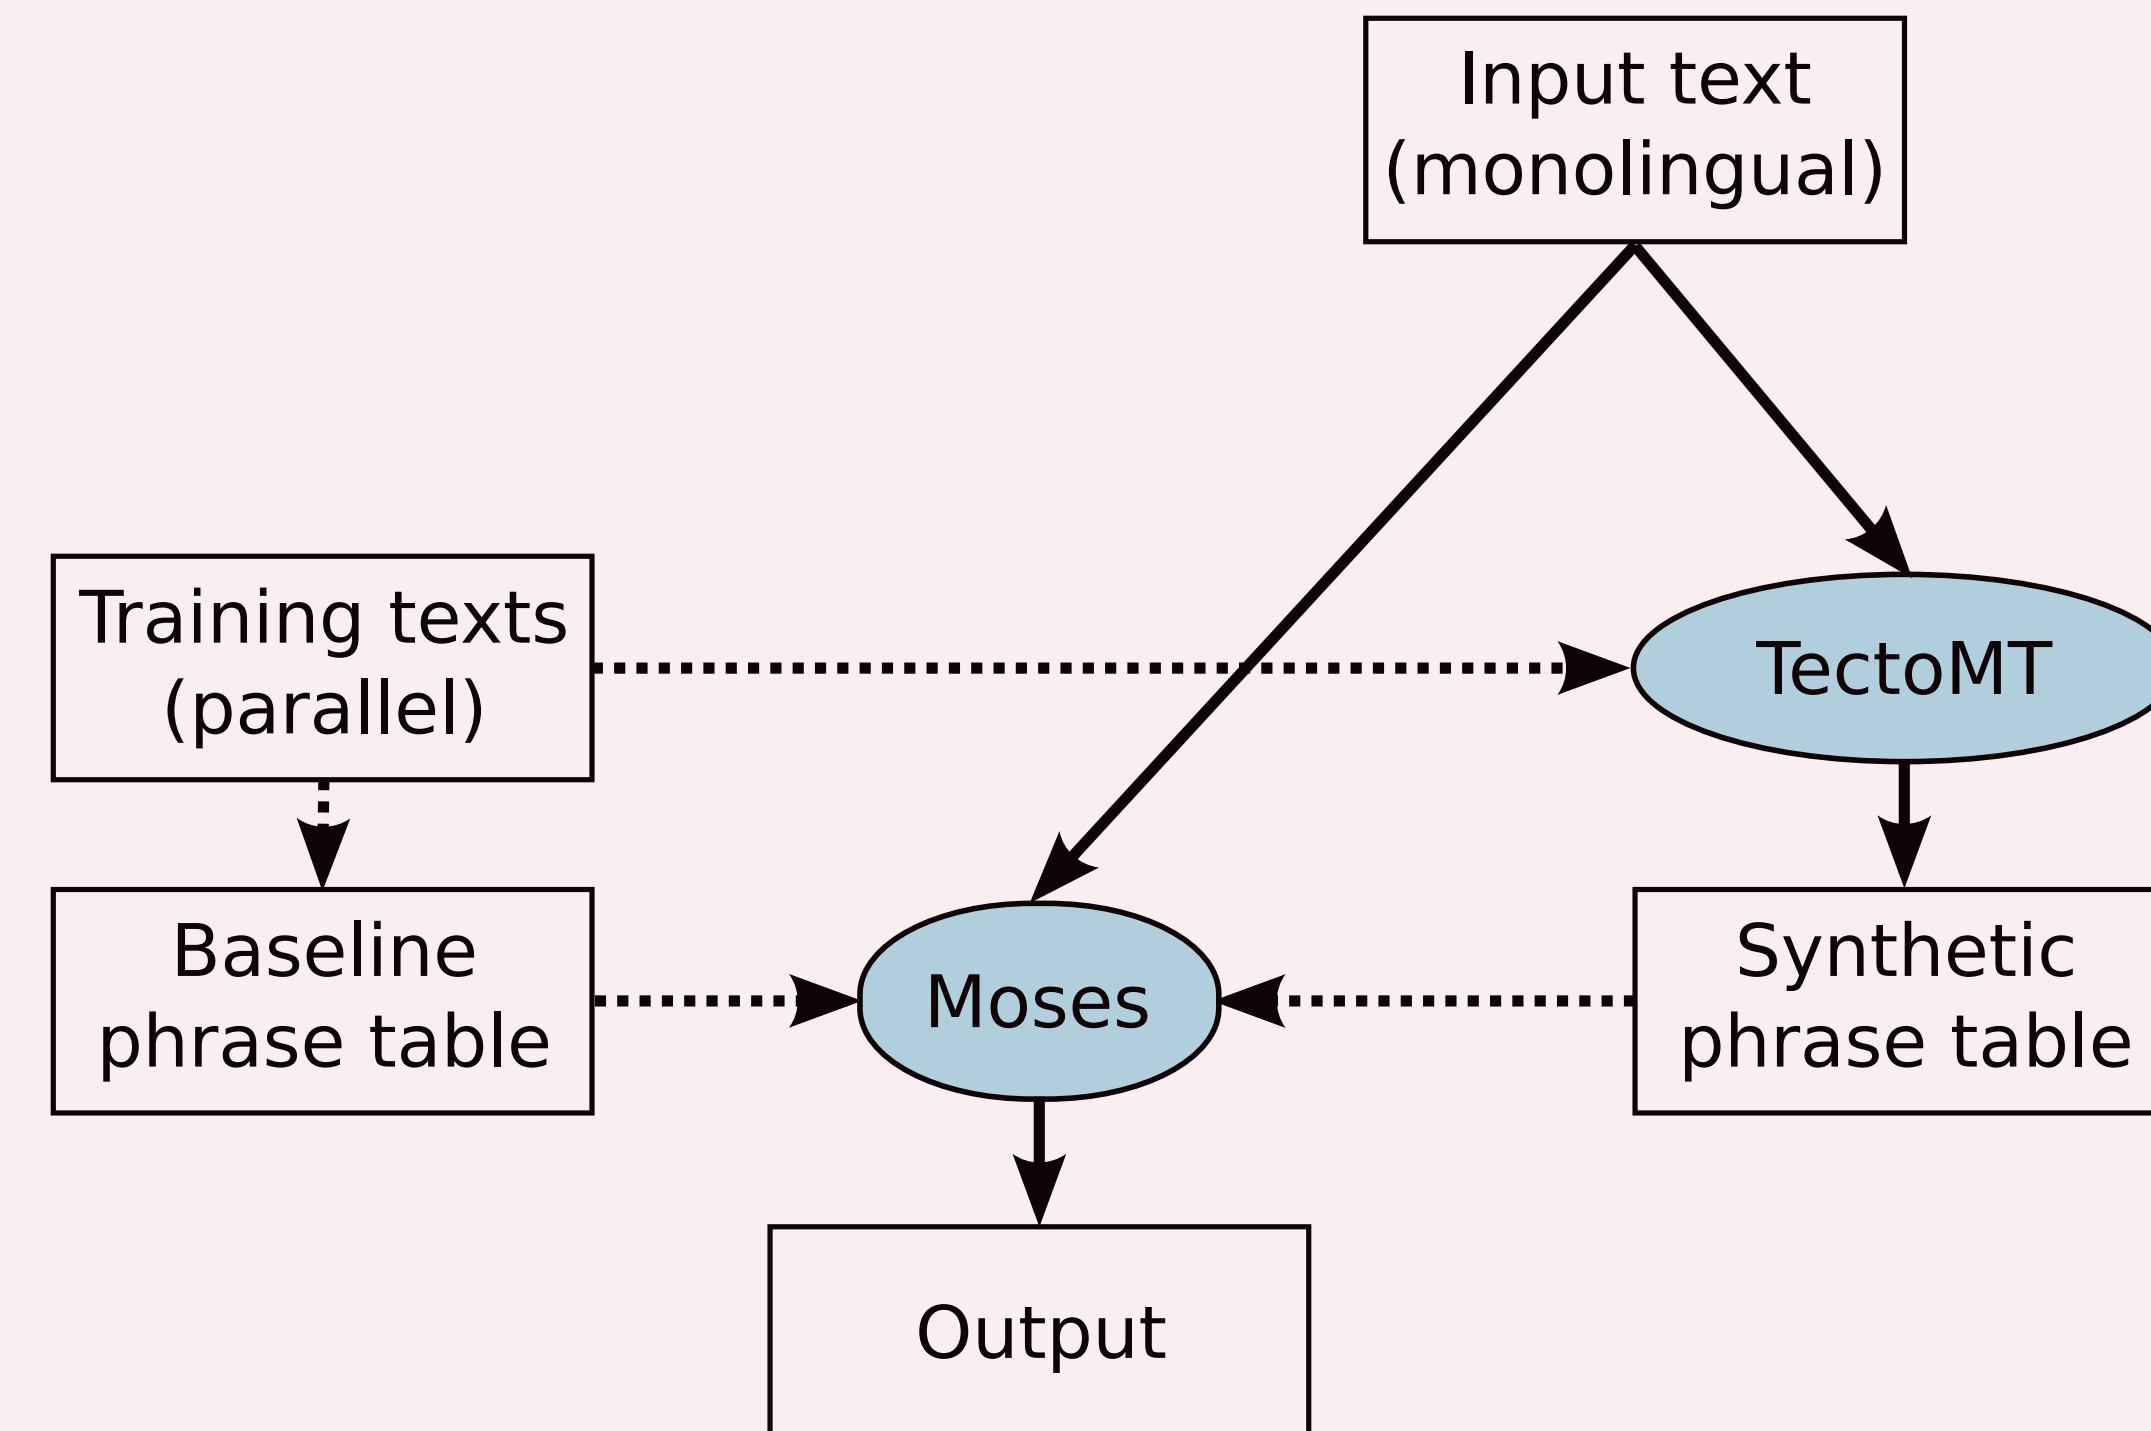 Input text
(monolingual)
Training texts
(parallel)
TectoMT
Baseline
phrase table
Moses
Synthetic
phrase table
Output